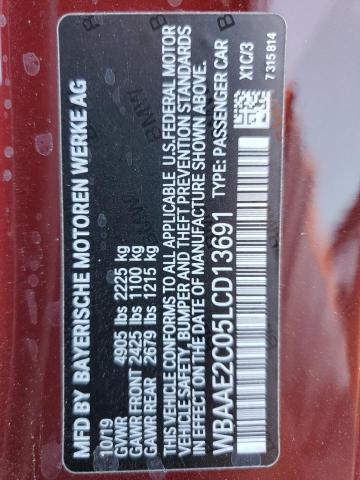 MFD BY BAYERISCHE MOTOREN WERKE AG
10/19
GVWR 4905 lbs 2225 kg
GAWR FRONT 2425 lbs 1100 kg
GAWR REAR 2679 lbs 1215 kg
THIS VEHICLE CONFORMS TO ALL APPLICABLE U.S.FEDERAL MOTOR
VEHICLE SAFETY, BUMPER AND THEFT PREVENTION STANDARDS
IN EFFECT ON THE DATE OF MANUFACTURE SHOWN ABOVE.
WBAAE2C05LCD13691 TYPE: PASSENGER CAR
X1C/3
7 315 814
BMW
BMW